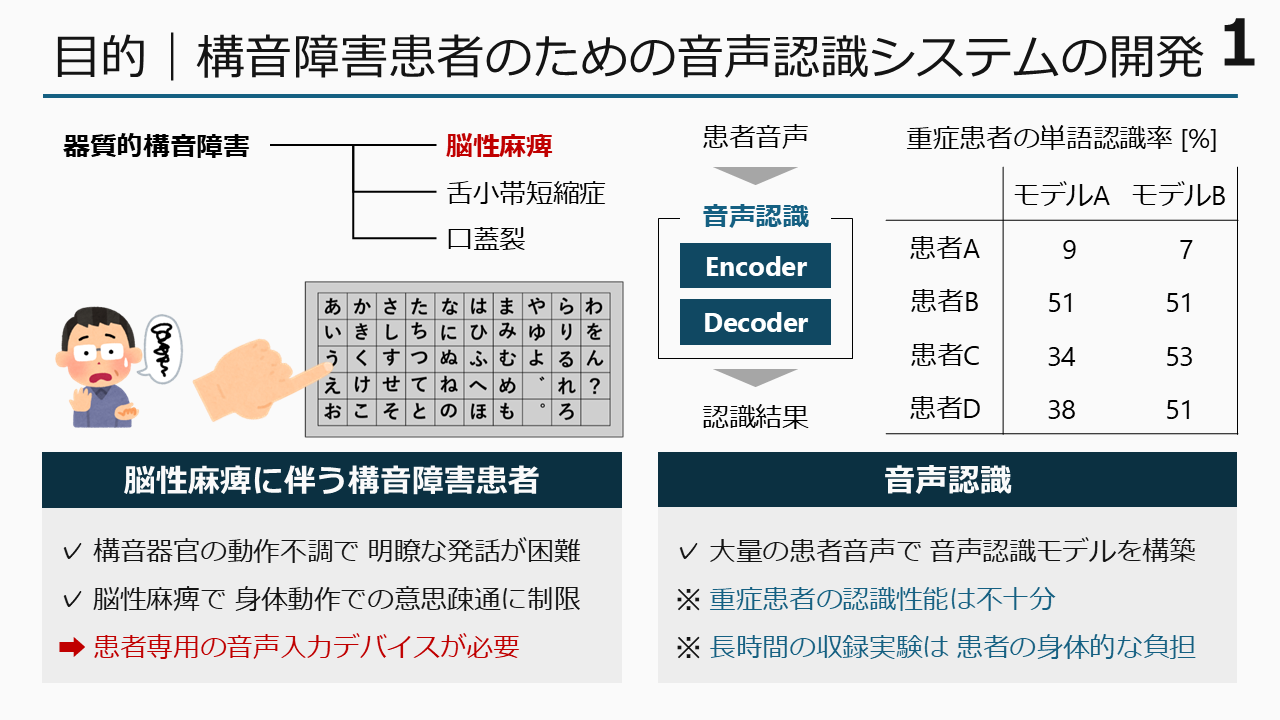 目的｜構音障害患者のための音声認識システムの開発
1
器質的構音障害
脳性麻痺
舌小帯短縮症
口蓋裂
あ か さ た な は ま や ら わ
い き し ち に ひ み ゆ り を
う く す つ ぬ ふ む よ る ん
え け せ て ね へ め ゛ れ ?
お こ そ と の ほ も ゜ ろ
脳性麻痺に伴う構音障害患者
✓ 構音器官の動作不調で 明瞭な発話が困難
✓ 脳性麻痺で 身体動作での意思疎通に制限
➡ 患者専用の音声入力デバイスが必要
患者音声
音声認識
Encoder
Decoder
認識結果
重症患者の単語認識率 [%]
モデルA モデルB
患者A 9 7
患者B 51 51
患者C 34 53
患者D 38 51
音声認識
✓ 大量の患者音声で 音声認識モデルを構築
※ 重症患者の認識性能は不十分
※ 長時間の収録実験は 患者の身体的な負担